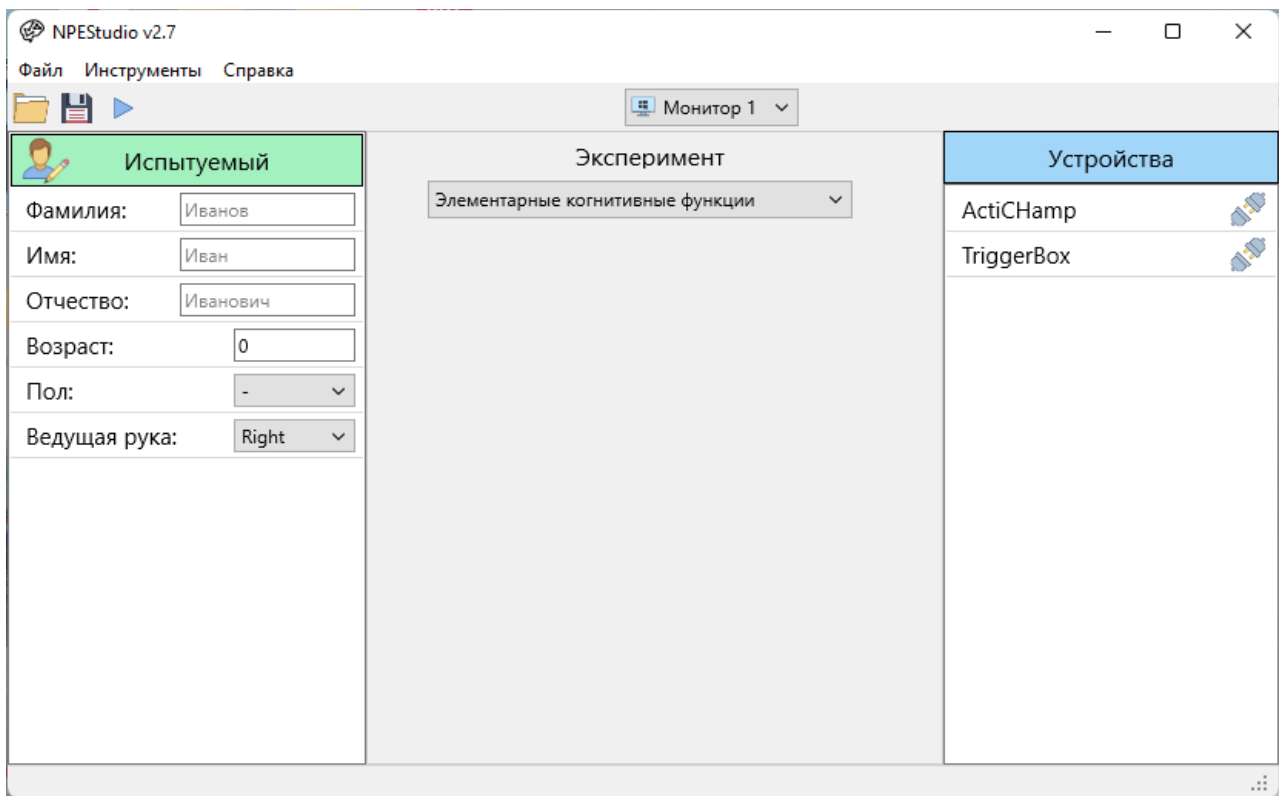 NPEStudio v2.7
Файл Инструменты Справка
Монитор 1
Испытуемый
Фамилия: Иванов
Имя: Иван
Отчество: Иванович
Возраст: 0
Пол: -
Ведущая рука: Right
Эксперимент
Элементарные когнитивные функции
Устройства
ActiCHamp
TriggerBox